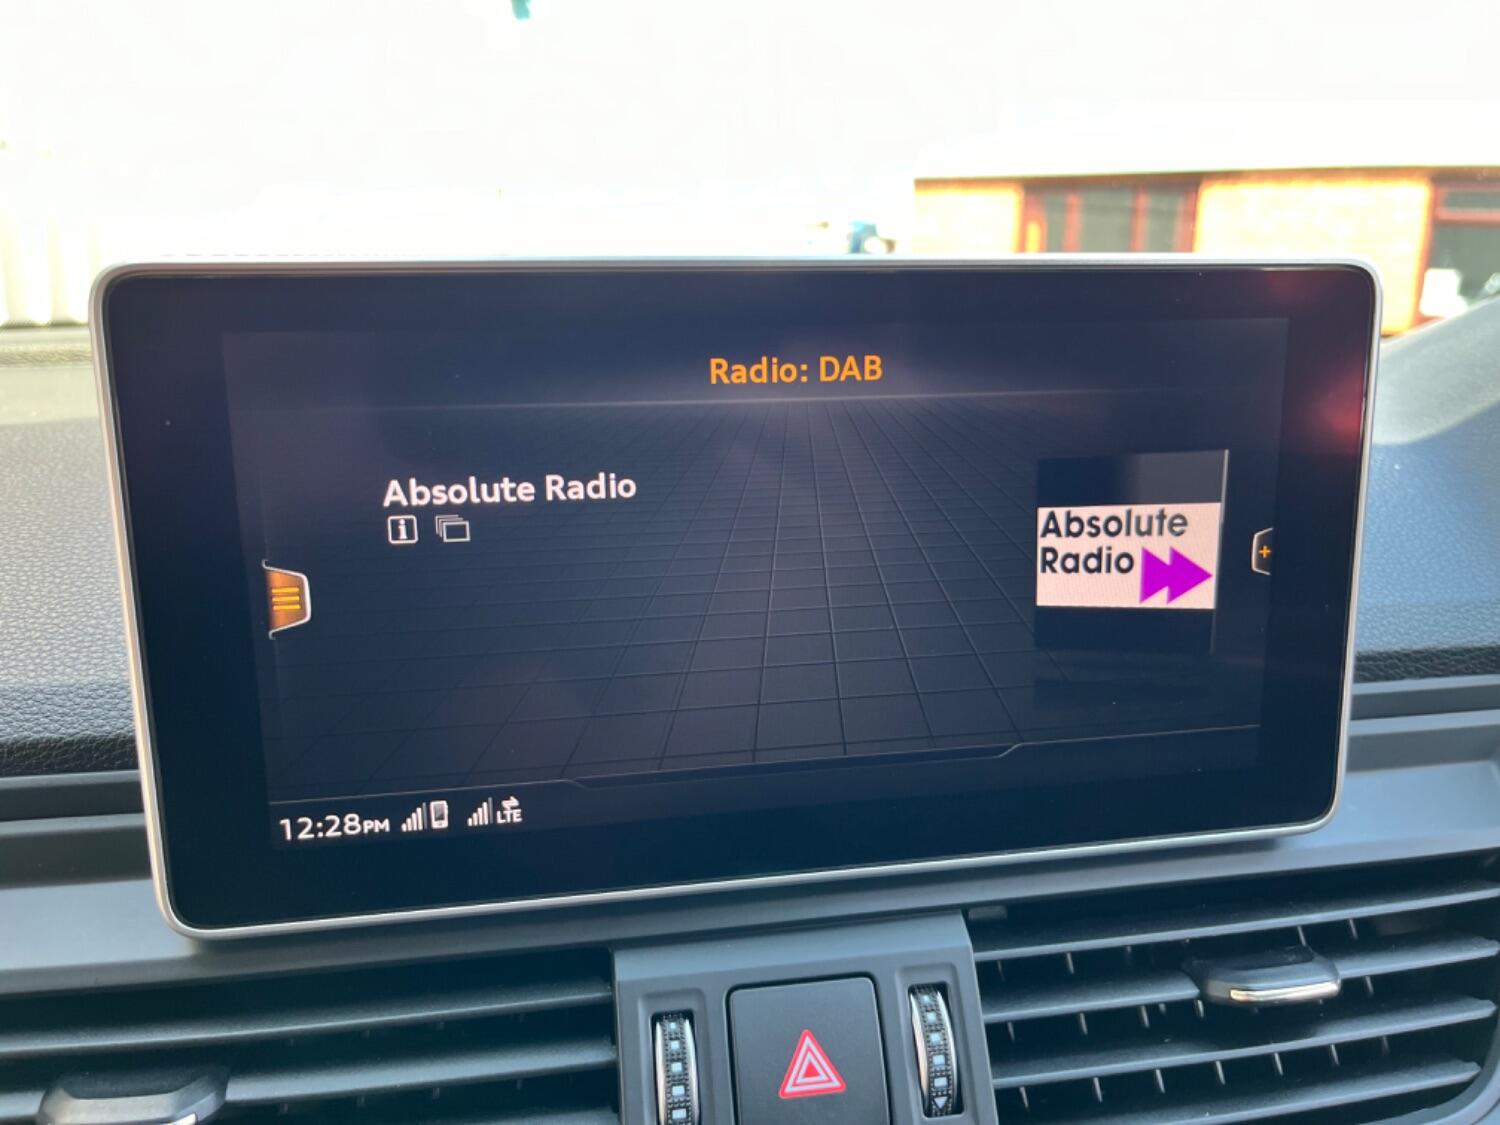 Radio: DAB
Absolute Radio
Absolute
Radio
12:28PM LTE